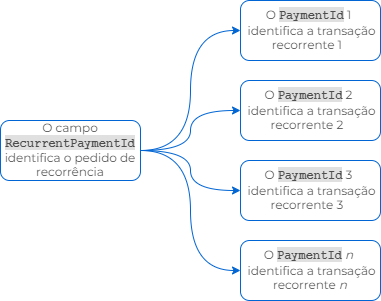 O campo
RecurrentPaymentId
identifica o pedido de
recorrência
O PaymentId 1
identifica a transação
recorrente 1
O PaymentId 2
identifica a transação
recorrente 2
O PaymentId 3
identifica a transação
recorrente 3
O PaymentId n
identifica a transação
recorrente n